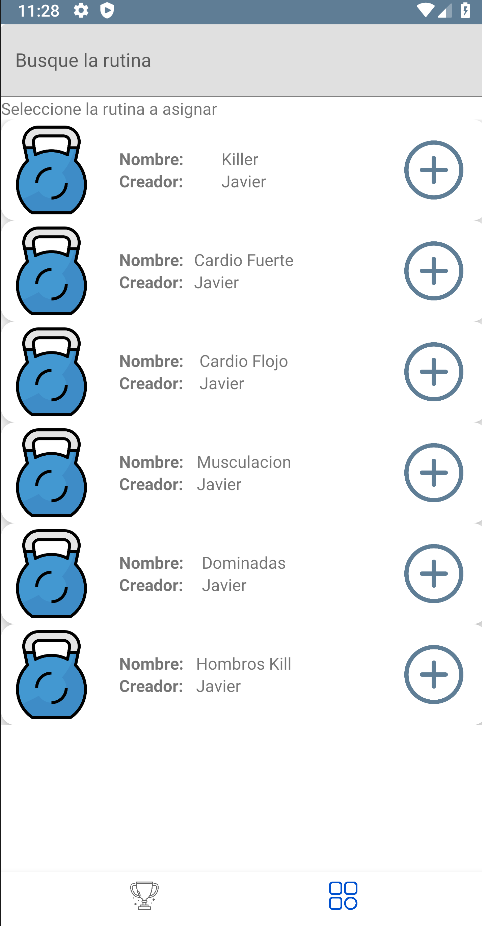 11:28
Busque la rutina
Seleccione la rutina a asignar
Nombre: Killer
Creador: Javier
Nombre: Cardio Fuerte
Creador: Javier
Nombre: Cardio Flojo
Creador: Javier
Nombre: Musculacion
Creador: Javier
Nombre: Dominadas
Creador: Javier
Nombre: Hombros Kill
Creador: Javier